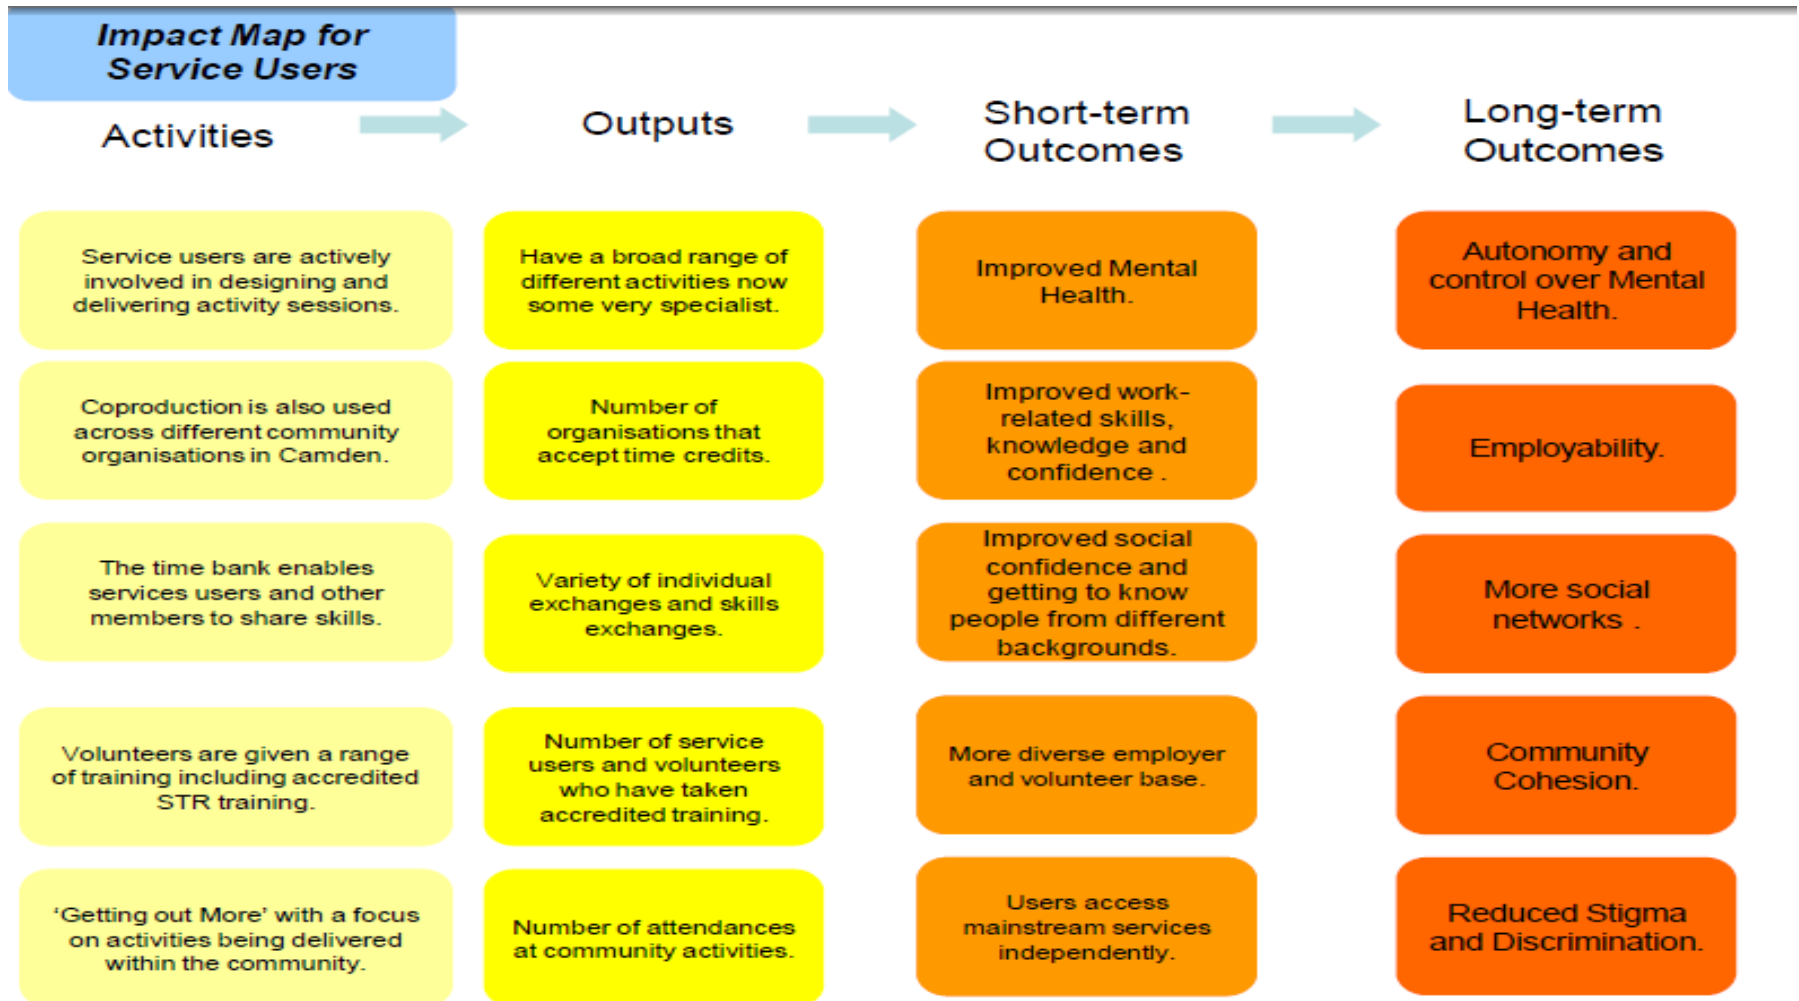 Impact Map for
Service Users
Activities
Outputs
Short-term
Outcomes
Long-term
Outcomes
Service users are actively
involved in designing and
delivering activity sessions.
Have a broad range of
different activities now
some very specialist.
Improved Mental
Health.
Autonomy and
control over Mental
Health.
Coproduction is also used
across different community
organisations in Camden.
Number of
organisations that
accept time credits.
Improved work-
related skills,
knowledge and
confidence .
Employability.
The time bank enables
services users and other
members to share skills.
Variety of individual
exchanges and skills
exchanges.
Improved social
confidence and
getting to know
people from different
backgrounds.
More social
networks .
Volunteers are given a range
of training including accredited
STR training.
Number of service
users and volunteers
who have taken
accredited training.
More diverse employer
and volunteer base.
Community
Cohesion.
‘Getting out More’ with a focus
on activities being delivered
within the community.
Number of attendances
at community activities.
Users access
mainstream services
independently.
Reduced Stigma
and Discrimination.